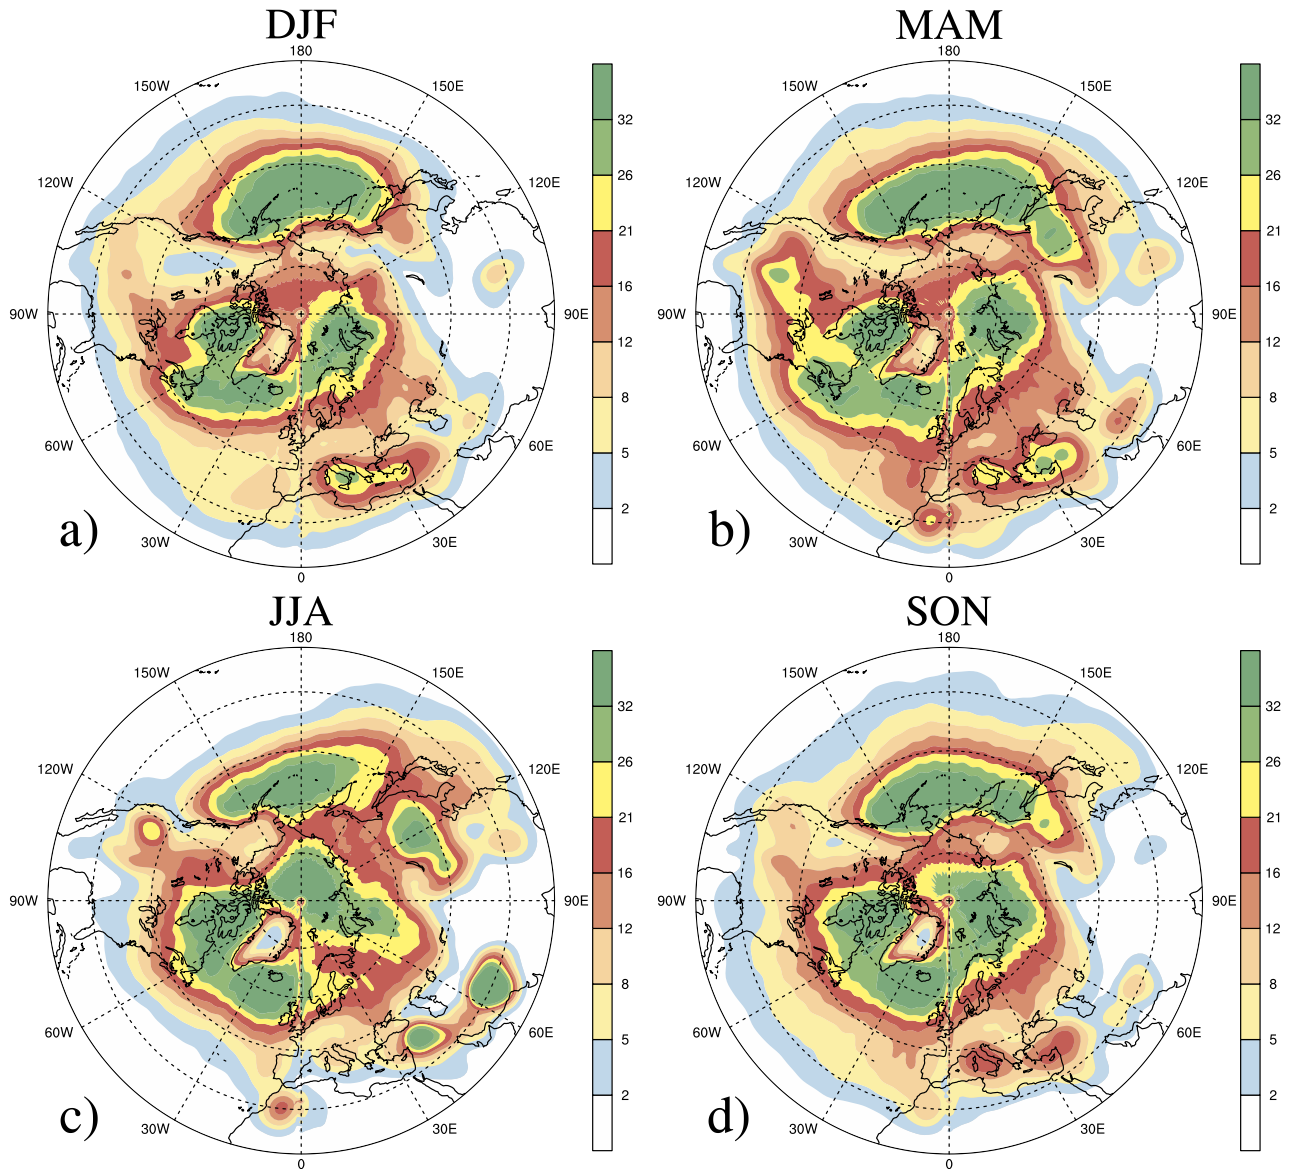 DJF
180
150W
150E
120W
120E
90W
90E
60W
60E
30W
30E
0
a)
32
26
21
16
12
8
5
2
MAM
180
150W
150E
120W
120E
90W
90E
60W
60E
30W
30E
0
b)
32
26
21
16
12
8
5
2
JJA
180
150W
150E
120W
120E
90W
90E
60W
60E
30W
30E
0
c)
32
26
21
16
12
8
5
2
SON
180
150W
150E
120W
120E
90W
90E
60W
60E
30W
30E
0
d)
32
26
21
16
12
8
5
2